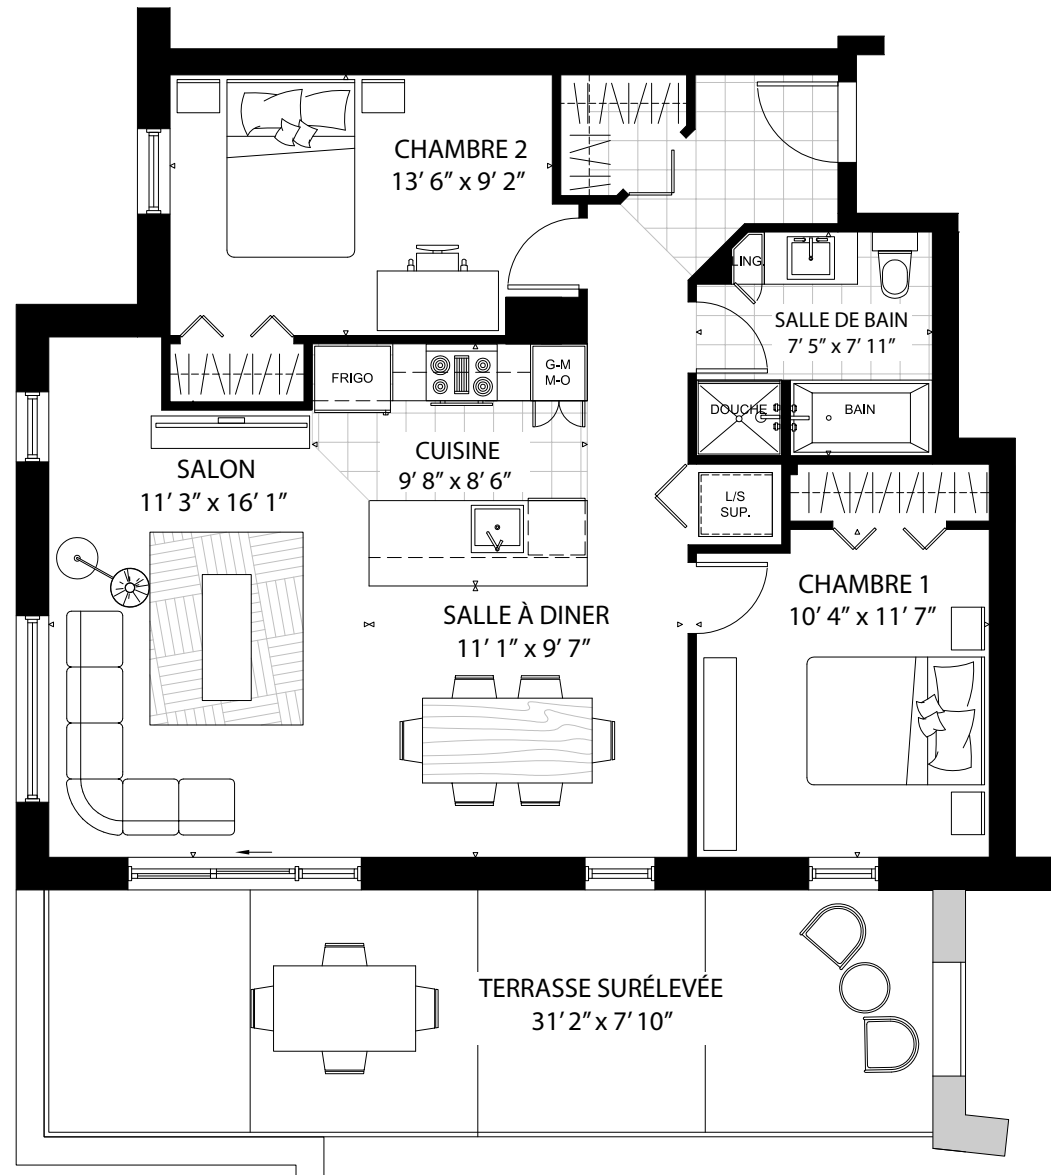 CHAMBRE 2
13’ 6” x 9’ 2”
LING.
SALLE DE BAIN
7’ 5” x 7’ 11”
FRIGO
G-M
M-O
DOUCHE
BAIN
CUISINE
9’ 8” x 8’ 6”
SALON
11’ 3” x 16’ 1”
L/S
SUP.
CHAMBRE 1
10’ 4” x 11’ 7”
SALLE À DINER
11’ 1” x 9’ 7”
TERRASSE SURÉLEVÉE
31’ 2” x 7’ 10”